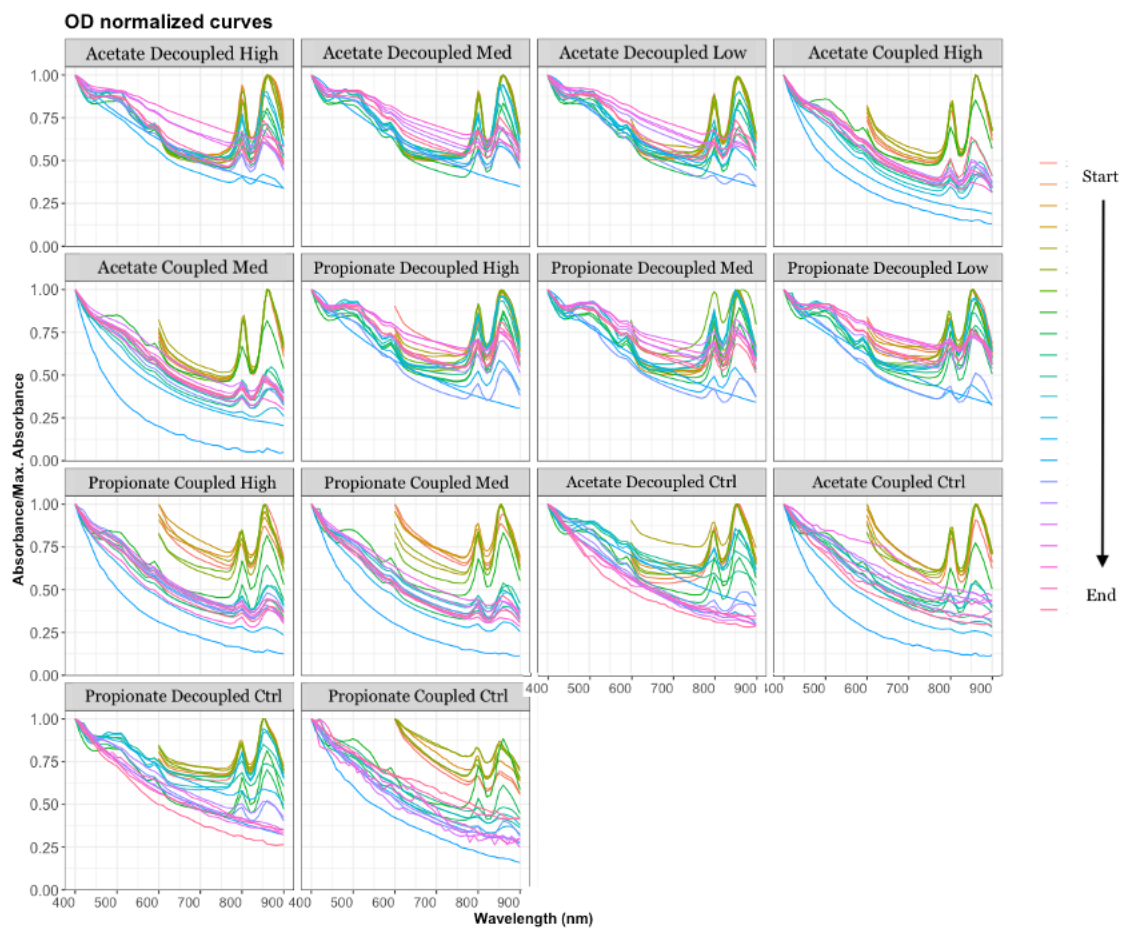 OD normalized curves
Acetate Decoupled High
Acetate Decoupled Med
Acetate Decoupled Low
Acetate Coupled High
1.00
0.75
0.50
0.25
0.00
Start
Acetate Coupled Med
Propionate Decoupled High
Propionate Decoupled Med
Propionate Decoupled Low
1.00
0.75
0.50
0.25
0.00
Absorbance/Max. Absorbance
Propionate Coupled High
Propionate Coupled Med
Acetate Decoupled Ctrl
Acetate Coupled Ctrl
1.00
0.75
0.50
0.25
0.00
End
400 500 600 700 800 900 400 500 600 700 800 900
Propionate Decoupled Ctrl
Propionate Coupled Ctrl
1.00
0.75
0.50
0.25
0.00
400 500 600 700 800 900 400 500 600 700 800 900
Wavelength (nm)